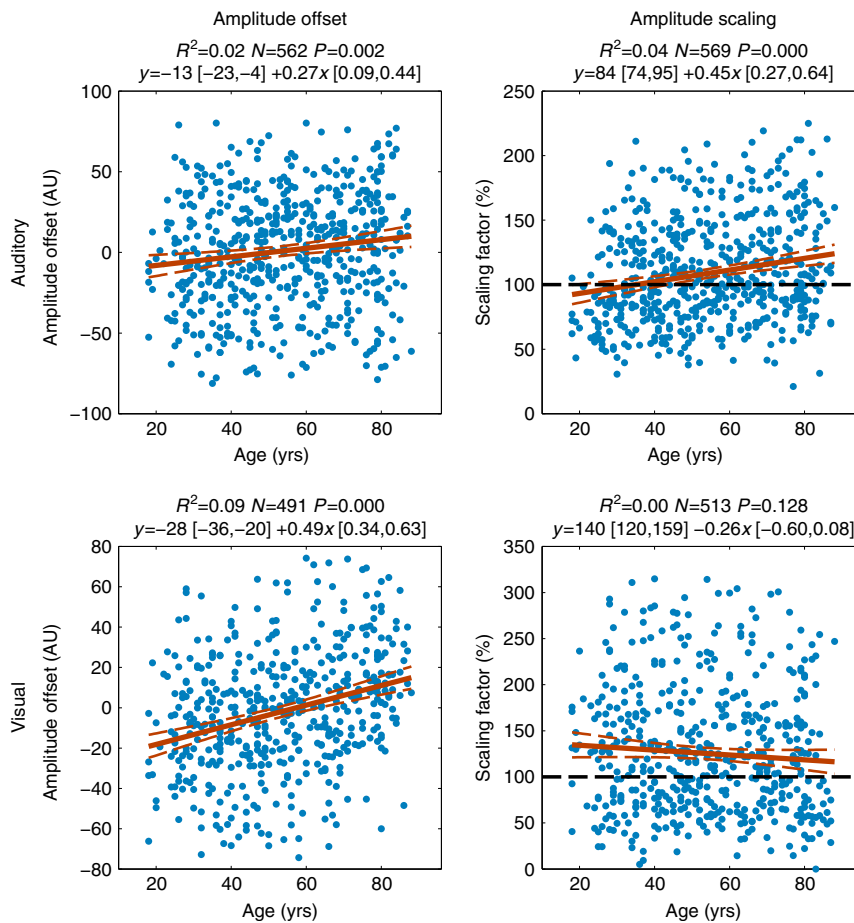 Amplitude offset
Amplitude scaling
R²=0.02 N=562 P=0.002
y=−13 [−23,−4] +0.27x [0.09,0.44]
R²=0.04 N=569 P=0.000
y=84 [74,95] +0.45x [0.27,0.64]
Auditory
Amplitude offset (AU)
100
50
0
−50
−100
20 40 60 80
Age (yrs)
Scaling factor (%)
250
200
150
100
50
0
20 40 60 80
Age (yrs)
R²=0.09 N=491 P=0.000
y=−28 [−36,−20] +0.49x [0.34,0.63]
R²=0.00 N=513 P=0.128
y=140 [120,159] −0.26x [−0.60,0.08]
Visual
Amplitude offset (AU)
80
60
40
20
0
−20
−40
−60
−80
20 40 60 80
Age (yrs)
Scaling factor (%)
350
300
250
200
150
100
50
0
20 40 60 80
Age (yrs)